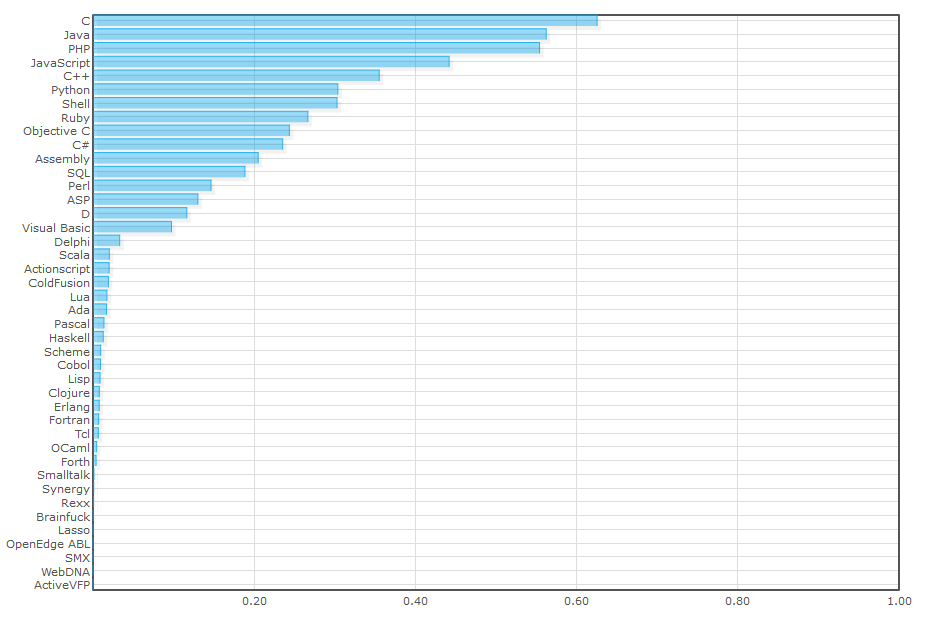 C
Java
PHP
JavaScript
C++
Python
Shell
Ruby
Objective C
C#
Assembly
SQL
Perl
ASP
D
Visual Basic
Delphi
Scala
Actionscript
ColdFusion
Lua
Ada
Pascal
Haskell
Scheme
Cobol
Lisp
Clojure
Erlang
Fortran
Tcl
OCaml
Forth
Smalltalk
Synergy
Rexx
Brainfuck
Lasso
OpenEdge ABL
SMX
WebDNA
ActiveVFP
0.20 0.40 0.60 0.80 1.00